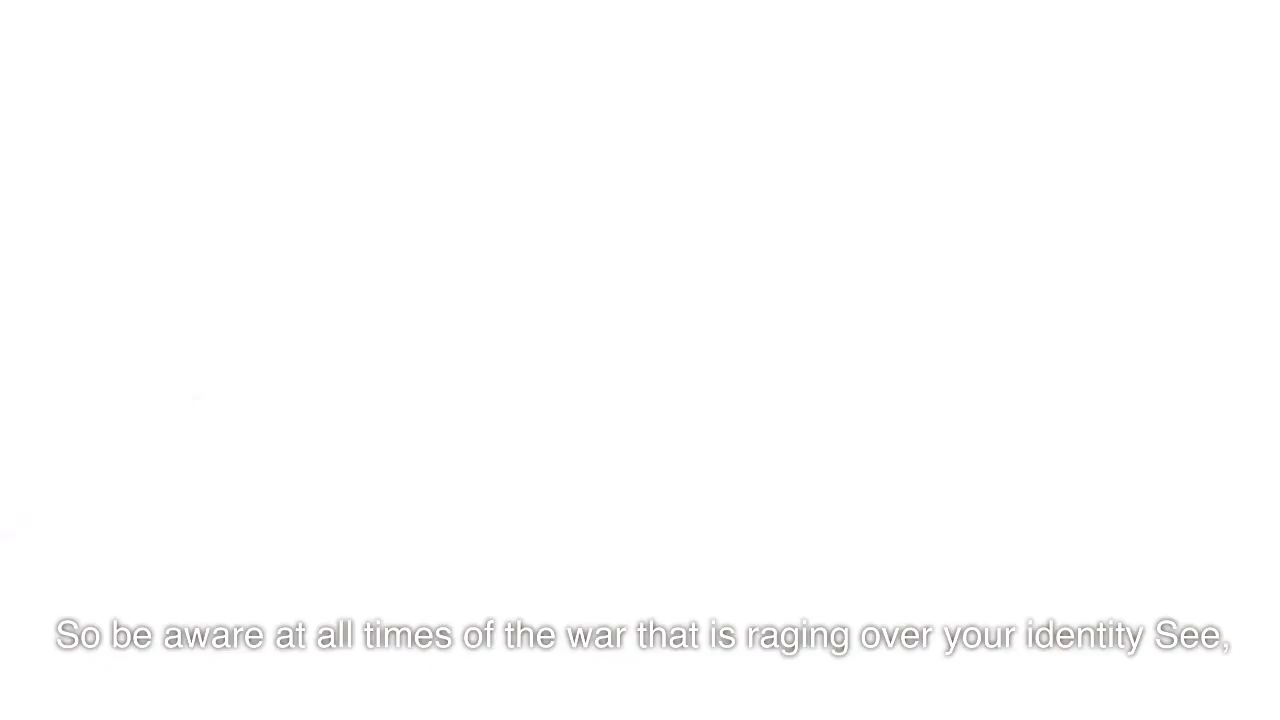 So be aware at all times of the war that is raging over your identity See,